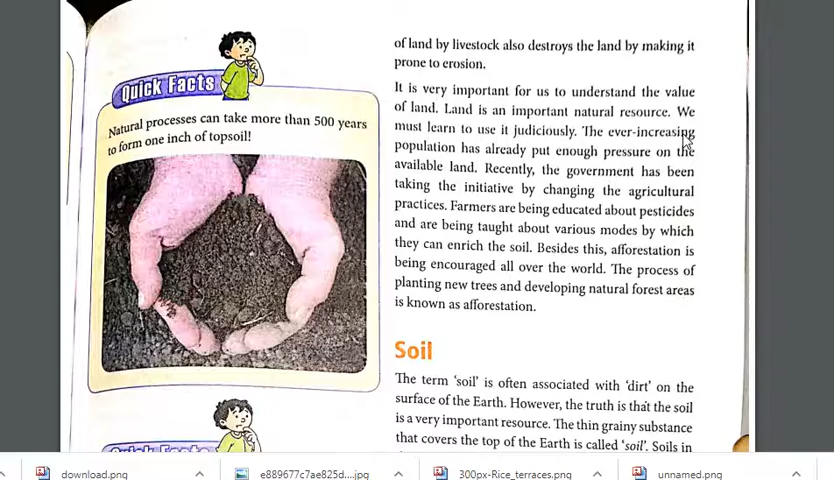 Quick Facts
Natural processes can take more than 500 years
to form one inch of topsoil!
of land by livestock also destroys the land by making it
prone to erosion.
It is very important for us to understand the value
of land. Land is an important natural resource. We
must learn to use it judiciously. The ever-increasing
population has already put enough pressure on the
available land. Recently, the government has been
taking the initiative by changing the agricultural
practices. Farmers are being educated about pesticides
and are being taught about various modes by which
they can enrich the soil. Besides this, afforestation is
being encouraged all over the world. The process of
planting new trees and developing natural forest areas
is known as afforestation.
Soil
The term ‘soil’ is often associated with ‘dirt’ on the
surface of the Earth. However, the truth is that the soil
is a very important resource. The thin grainy substance
that covers the top of the Earth is called ‘soil’. Soils in
download.png
e889677c7ae825d....jpg
300px-Rice_terraces.png
unnamed.png